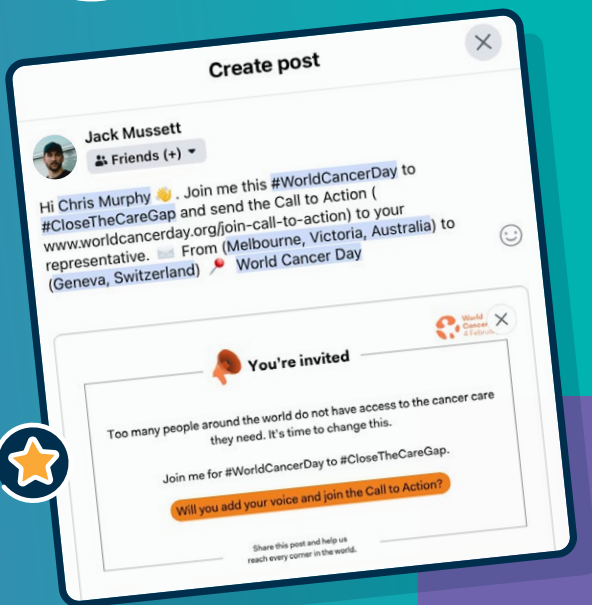 Create post
Jack Mussett
Friends (+)
Hi Chris Murphy 👋 . Join me this #WorldCancerDay to
#CloseTheCareGap and send the Call to Action (
www.worldcancerday.org/join-call-to-action) to your
representative. ✉️ From (Melbourne, Victoria, Australia) to
(Geneva, Switzerland) 📍 World Cancer Day
World
Cancer
You're invited
Too many people around the world do not have access to the cancer care
they need. It's time to change this.
Join me for #WorldCancerDay to #CloseTheCareGap.
Will you add your voice and join the Call to Action?
Share this post and help us
reach every corner in the world.